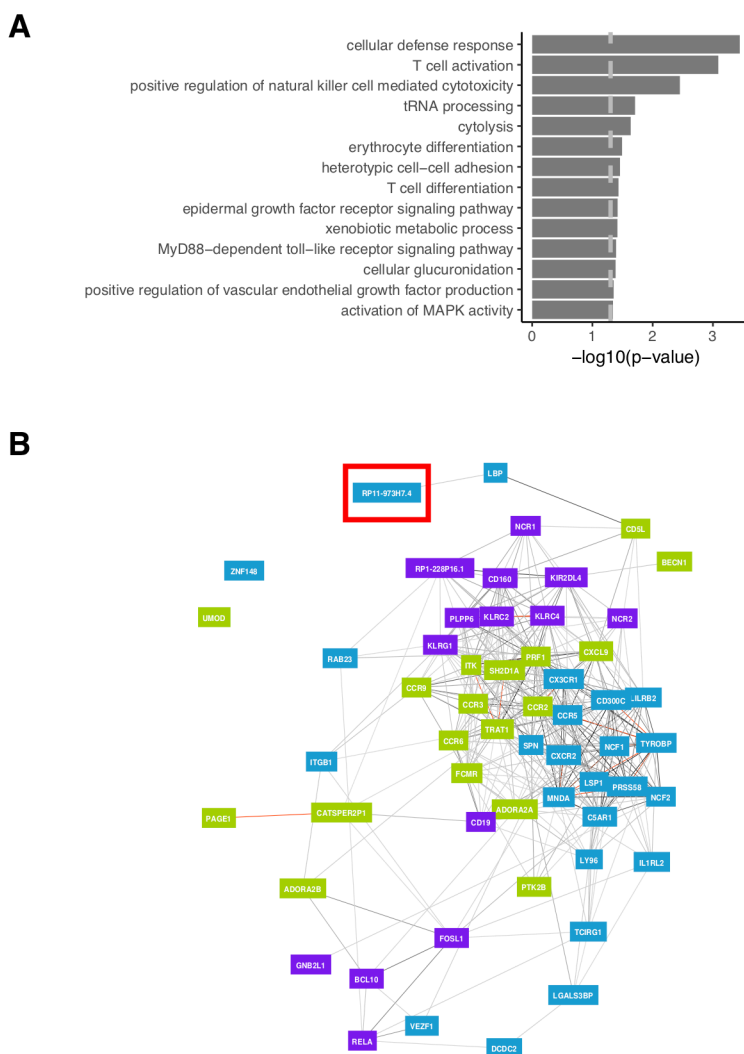 A
cellular defense response
T cell activation
positive regulation of natural killer cell mediated cytotoxicity
tRNA processing
cytolysis
erythrocyte differentiation
heterotypic cell−cell adhesion
T cell differentiation
epidermal growth factor receptor signaling pathway
xenobiotic metabolic process
MyD88−dependent toll−like receptor signaling pathway
cellular glucuronidation
positive regulation of vascular endothelial growth factor production
activation of MAPK activity
0 1 2 3
−log10(p−value)
B
LBP
RP11-973H7.4
NCR1
CD5L
BECN1
ZNF148
RP1-228P16.1
CD160
KIR2DL4
UMOD
PLPP6
KLRC2
KLRC4
NCR2
KLRG1
RAB23
ITK
SH2D1A
PRF1
CXCL9
CX3CR1
CCR9
CCR3
CCR2
CCR5
CD300C
LILRB2
TRAT1
CCR6
SPN
CXCR2
NCF1
TYROBP
ITGB1
FCMR
LSP1
PRSS58
MNDA
NCF2
PAGE1
CATSPER2P1
CD19
ADORA2A
C5AR1
LY96
IL1RL2
ADORA2B
PTK2B
FOSL1
TCIRG1
GNB2L1
BCL10
LGALS3BP
VEZF1
RELA
DCDC2